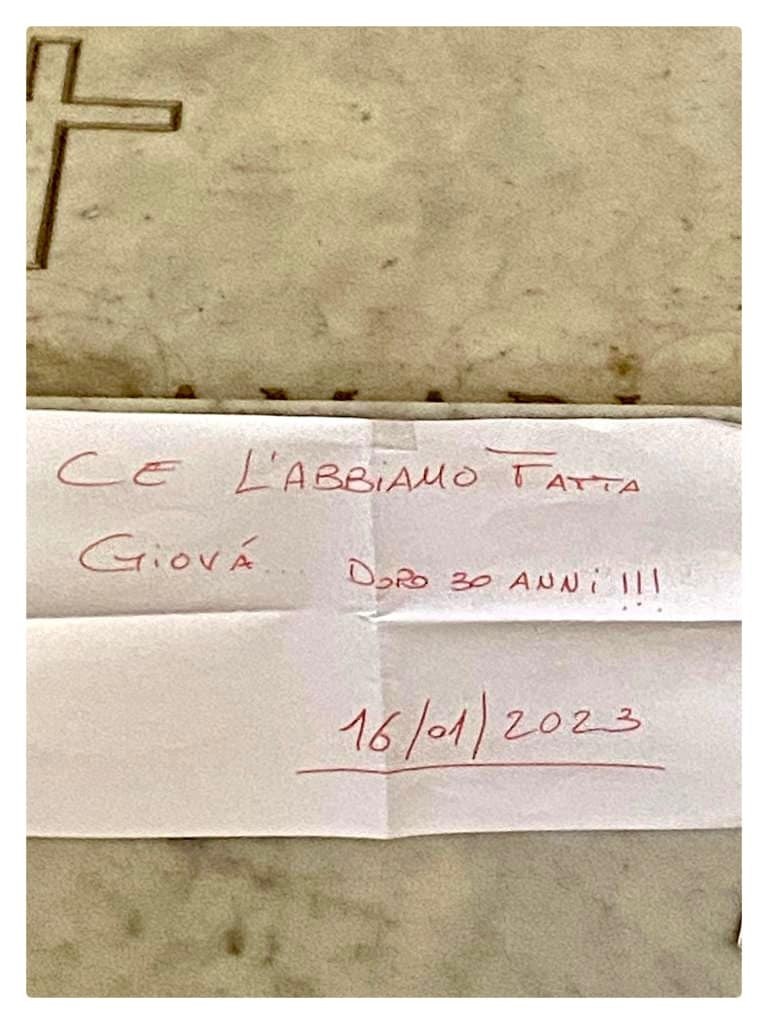 CE L'ABBiAMO FATTA
GiOVÁ... DOPO 30 ANNi!!!
16/01/2023